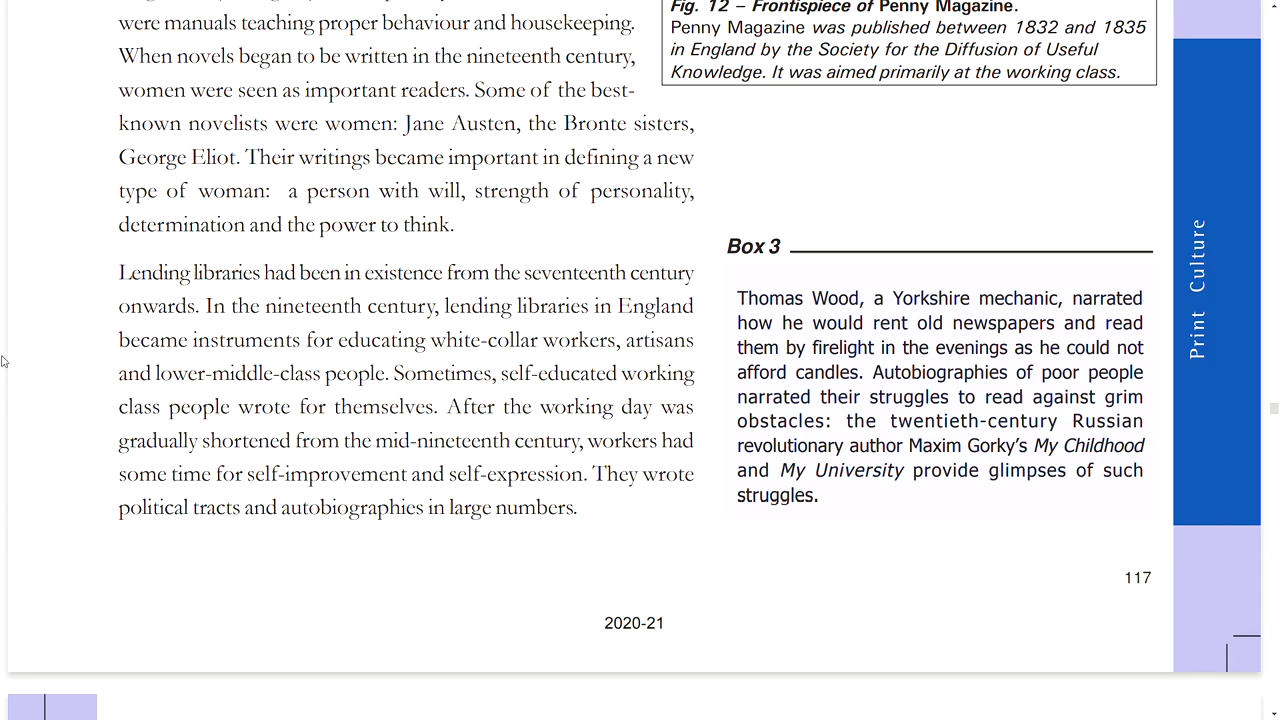 were manuals teaching proper behaviour and housekeeping.
When novels began to be written in the nineteenth century,
women were seen as important readers. Some of the best-
known novelists were women: Jane Austen, the Bronte sisters,
George Eliot. Their writings became important in defining a new
type of woman: a person with will, strength of personality,
determination and the power to think.
Lending libraries had been in existence from the seventeenth century
onwards. In the nineteenth century, lending libraries in England
became instruments for educating white-collar workers, artisans
and lower-middle-class people. Sometimes, self-educated working
class people wrote for themselves. After the working day was
gradually shortened from the mid-nineteenth century, workers had
some time for self-improvement and self-expression. They wrote
political tracts and autobiographies in large numbers.
Fig. 12 – Frontispiece of Penny Magazine.
Penny Magazine was published between 1832 and 1835
in England by the Society for the Diffusion of Useful
Knowledge. It was aimed primarily at the working class.
Box 3
Thomas Wood, a Yorkshire mechanic, narrated
how he would rent old newspapers and read
them by firelight in the evenings as he could not
afford candles. Autobiographies of poor people
narrated their struggles to read against grim
obstacles: the twentieth-century Russian
revolutionary author Maxim Gorky's My Childhood
and My University provide glimpses of such
struggles.
Print Culture
117
2020-21